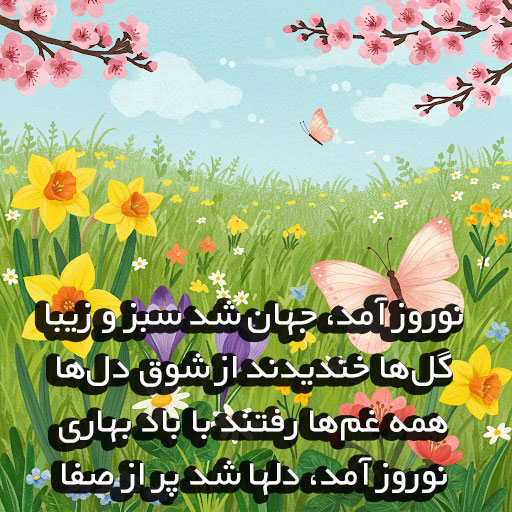 نوروز آمد، جهان شد سبز و زیبا
گل‌ها خندیدند از شوق دل‌ها
همه غم‌ها رفتند با باد بهاری
نوروز آمد، دلها شد پر از صفا